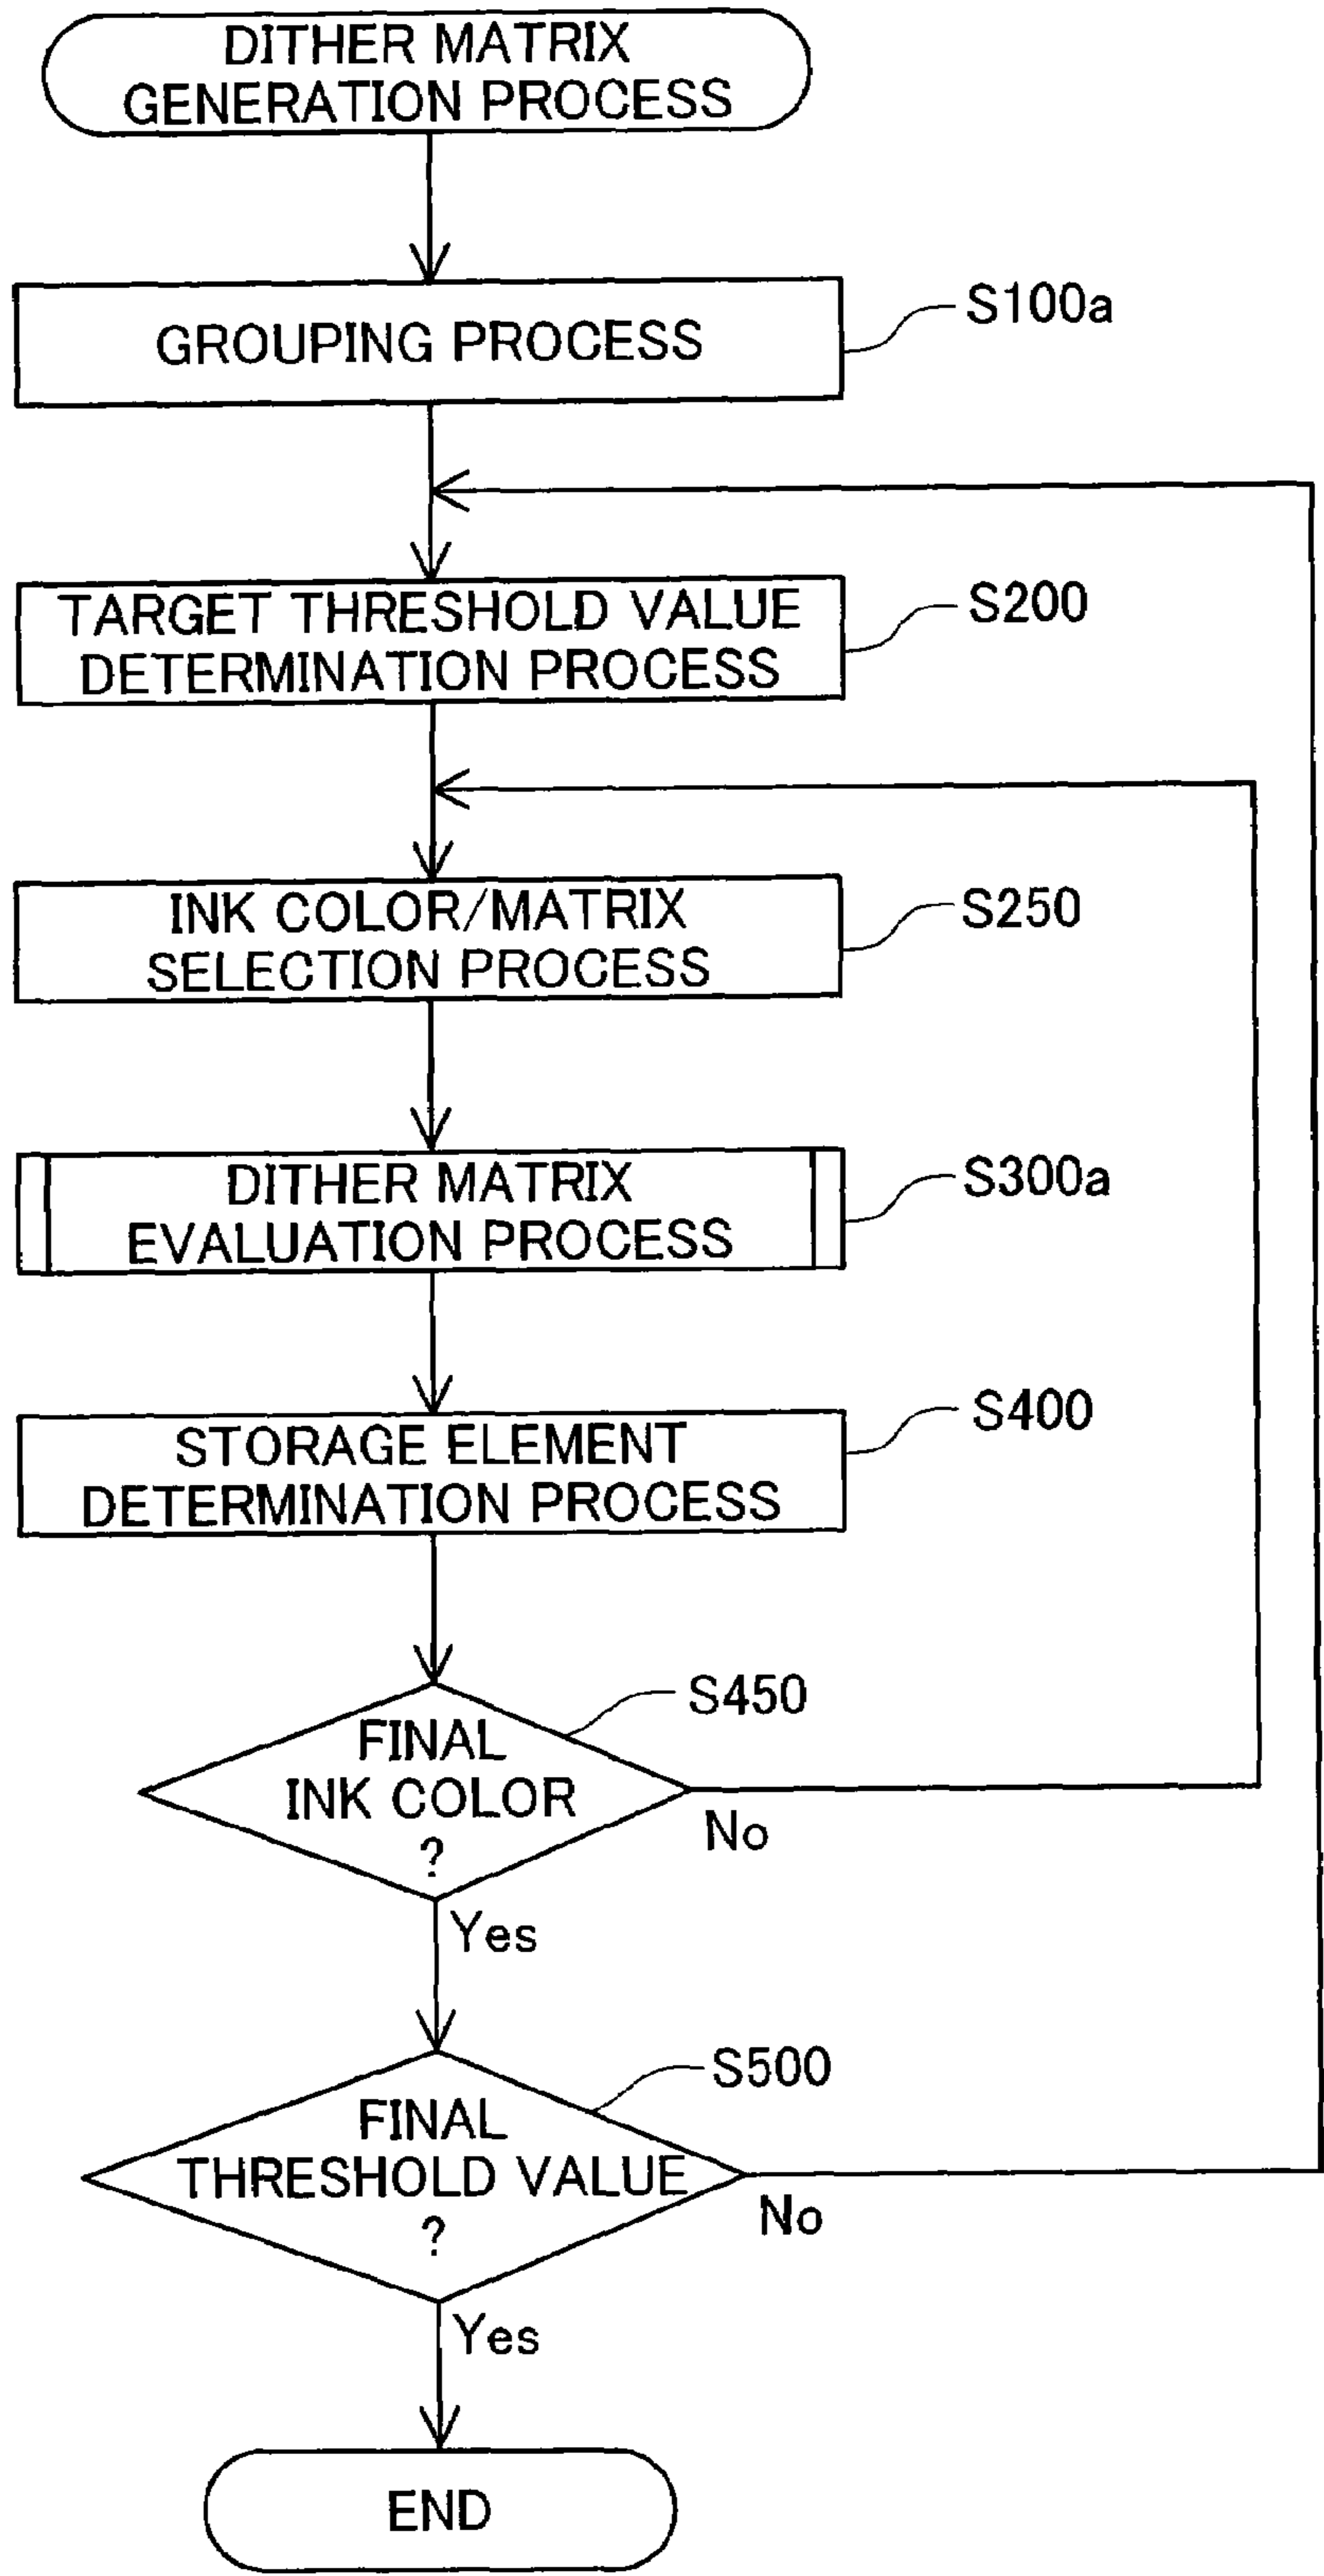 DITHER MATRIX
GENERATION PROCESS
GROUPING PROCESS
S100a
TARGET THRESHOLD VALUE
DETERMINATION PROCESS
S200
INK COLOR/MATRIX
SELECTION PROCESS
S250
DITHER MATRIX
EVALUATION PROCESS
S300a
STORAGE ELEMENT
DETERMINATION PROCESS
S400
FINAL
INK COLOR
?
S450
No
Yes
FINAL
THRESHOLD VALUE
?
S500
No
Yes
END